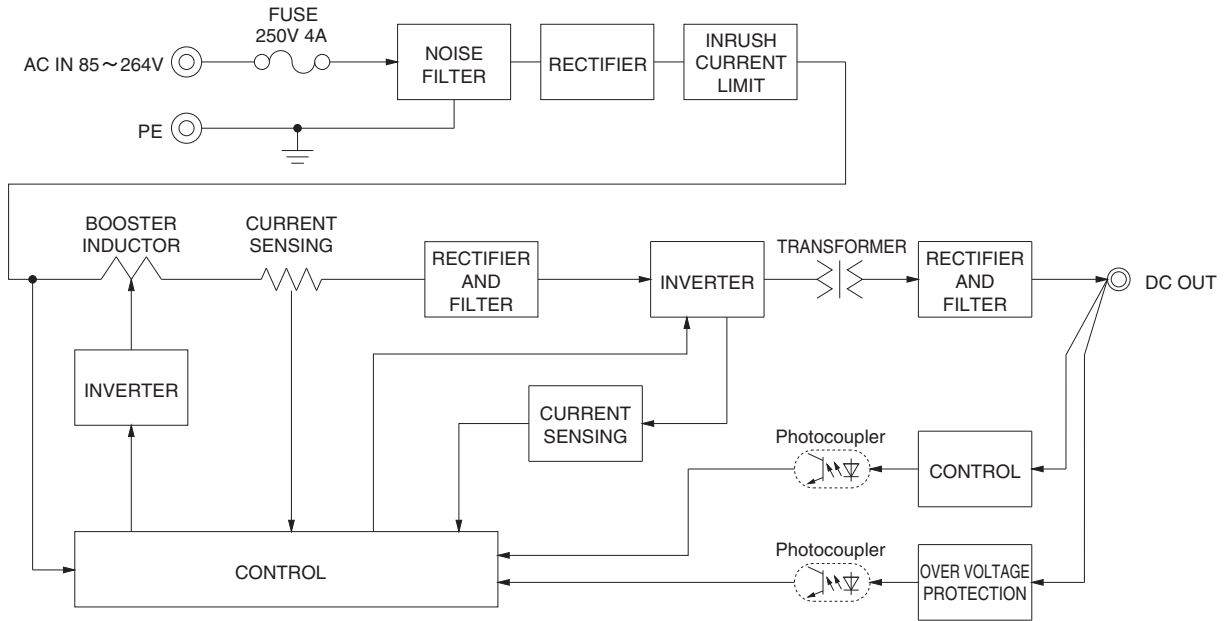 FUSE
250V 4A
AC IN 85～264V
NOISE
FILTER
RECTIFIER
INRUSH
CURRENT
LIMIT
PE
BOOSTER
INDUCTOR
CURRENT
SENSING
RECTIFIER
AND
FILTER
INVERTER
TRANSFORMER
RECTIFIER
AND
FILTER
DC OUT
INVERTER
CURRENT
SENSING
Photocoupler
CONTROL
CONTROL
Photocoupler
OVER VOLTAGE
PROTECTION